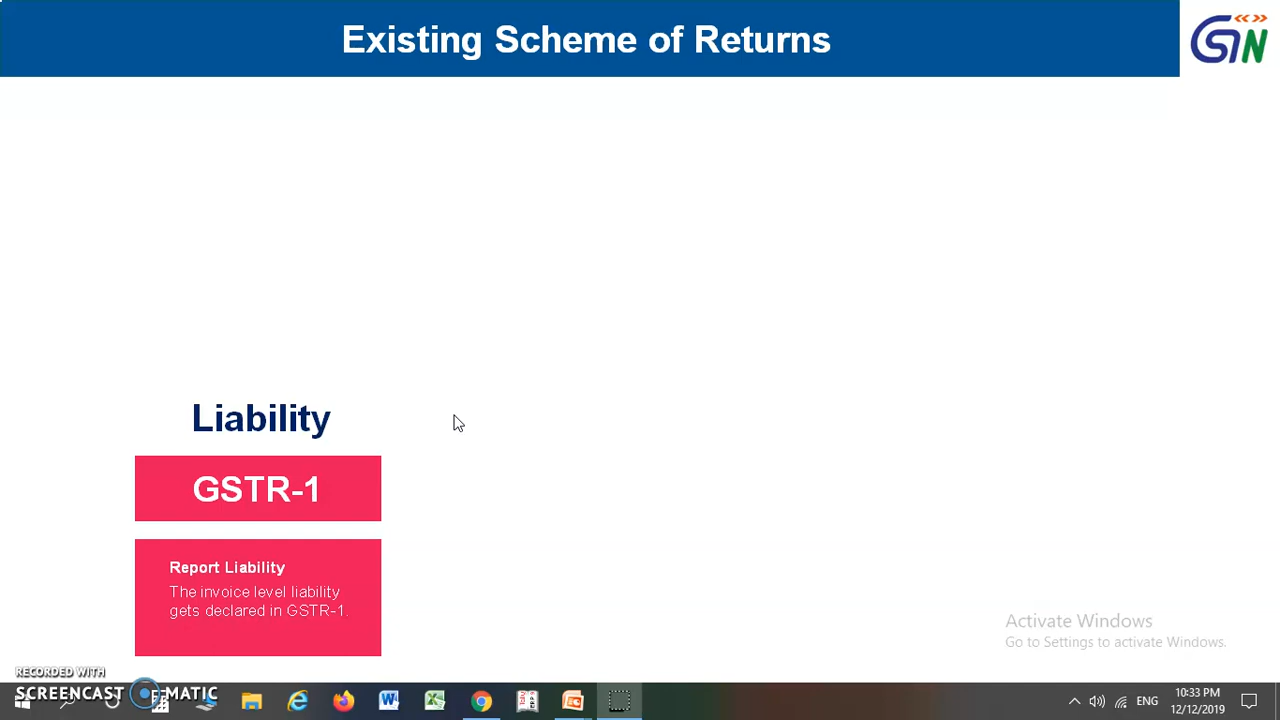 Existing Scheme of Returns
GSTN
Liability
GSTR-1
Report Liability
The invoice level liability
gets declared in GSTR-1.
Activate Windows
Go to Settings to activate Windows.
RECORDED WITH
SCREENCAST MATIC
ENG
10:33 PM
12/12/2019